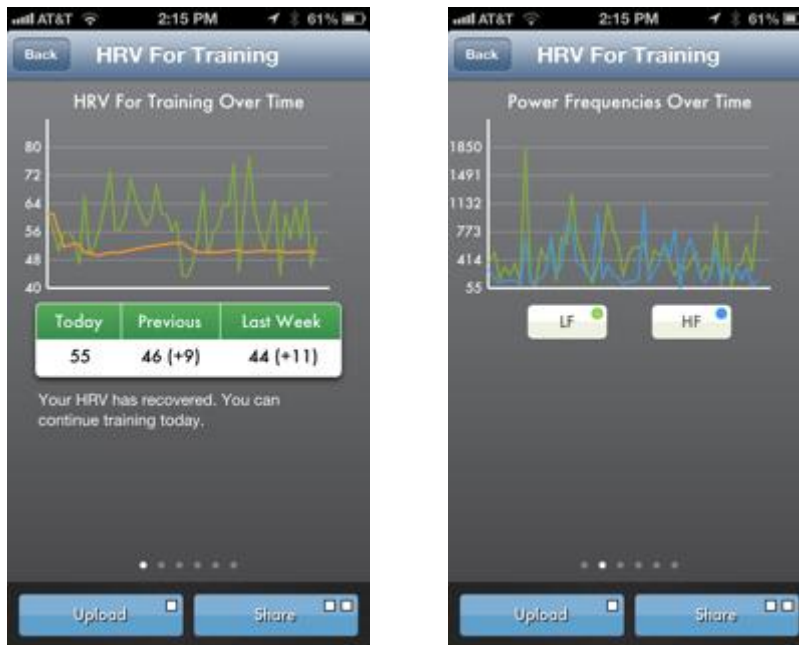 AT&T 2:15 PM 61%
Back HRV For Training
HRV For Training Over Time
80
72
64
56
48
40
Today Previous Last Week
55 46 (+9) 44 (+11)
Your HRV has recovered. You can
continue training today.
Upload Share
AT&T 2:15 PM 61%
Back HRV For Training
Power Frequencies Over Time
1850
1491
1132
773
414
55
LF HF
Upload Share